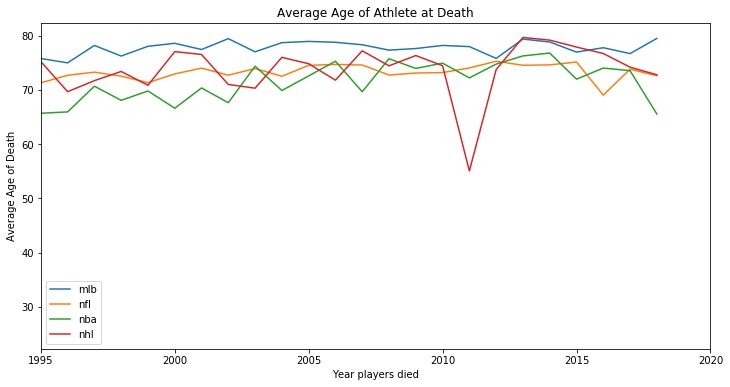 Average Age of Athlete at Death
Average Age of Death
80
70
60
50
40
30
mlb
nfl
nba
nhl
1995
2000
2005
2010
2015
2020
Year players died